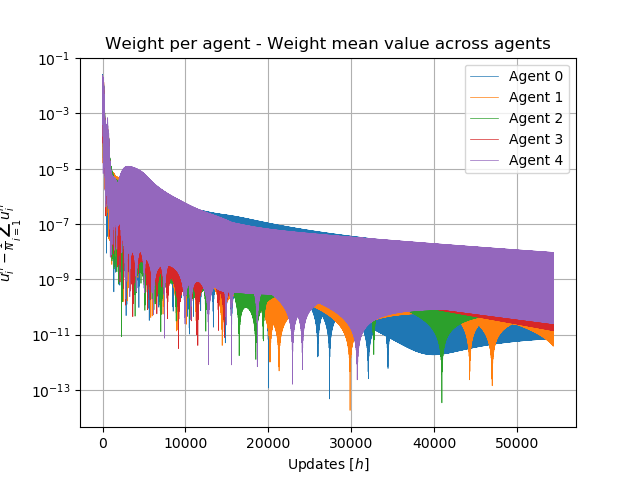 Weight per agent - Weight mean value across agents
10⁻¹
10⁻³
10⁻⁵
10⁻⁷
10⁻⁹
10⁻¹¹
10⁻¹³
Agent 0
Agent 1
Agent 2
Agent 3
Agent 4
0
10000
20000
30000
40000
50000
Updates [h]